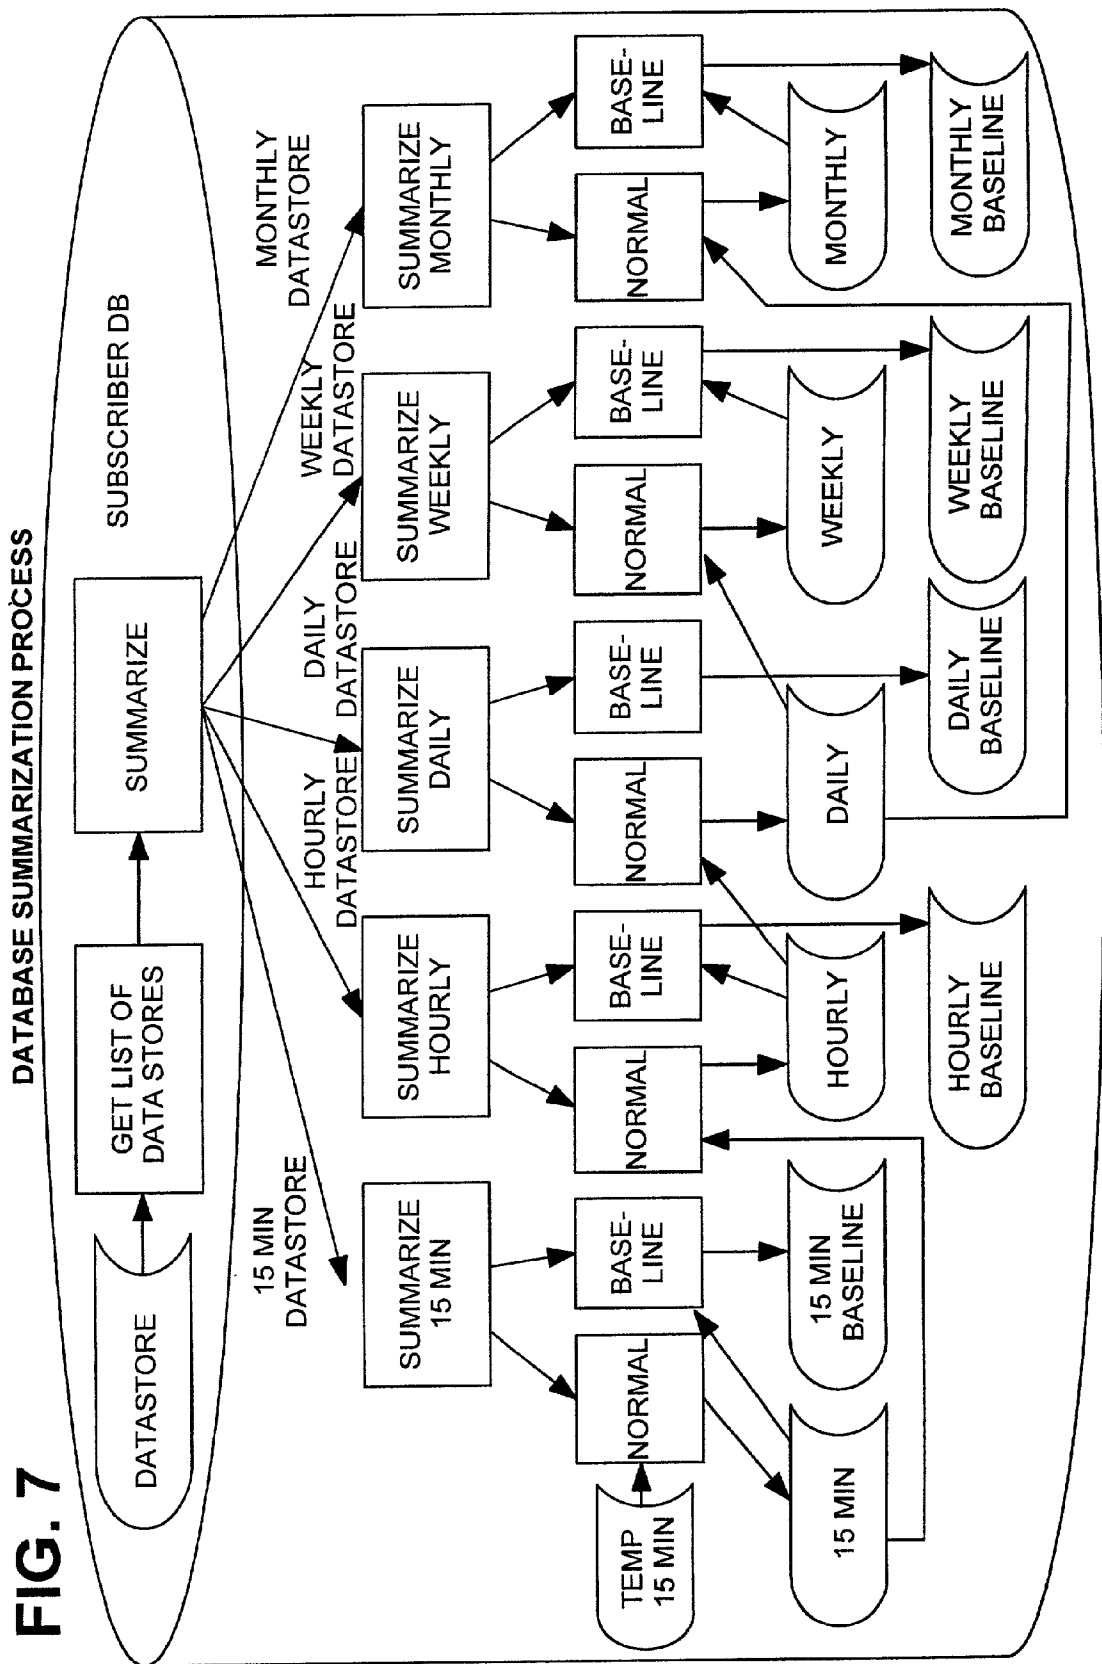 FIG. 7
DATABASE SUMMARIZATION PROCESS
DATASTORE
GET LIST OF
DATA STORES
SUMMARIZE
SUBSCRIBER DB
15 MIN
DATASTORE
HOURLY
DATASTORE
DAILY
DATASTORE
WEEKLY
DATASTORE
MONTHLY
DATASTORE
SUMMARIZE
15 MIN
SUMMARIZE
HOURLY
SUMMARIZE
DAILY
SUMMARIZE
WEEKLY
SUMMARIZE
MONTHLY
TEMP
15 MIN
NORMAL
BASE-
LINE
NORMAL
BASE-
LINE
NORMAL
BASE-
LINE
NORMAL
BASE-
LINE
NORMAL
BASE-
LINE
15 MIN
15 MIN
BASELINE
HOURLY
DAILY
WEEKLY
MONTHLY
HOURLY
BASELINE
DAILY
BASELINE
WEEKLY
BASELINE
MONTHLY
BASELINE